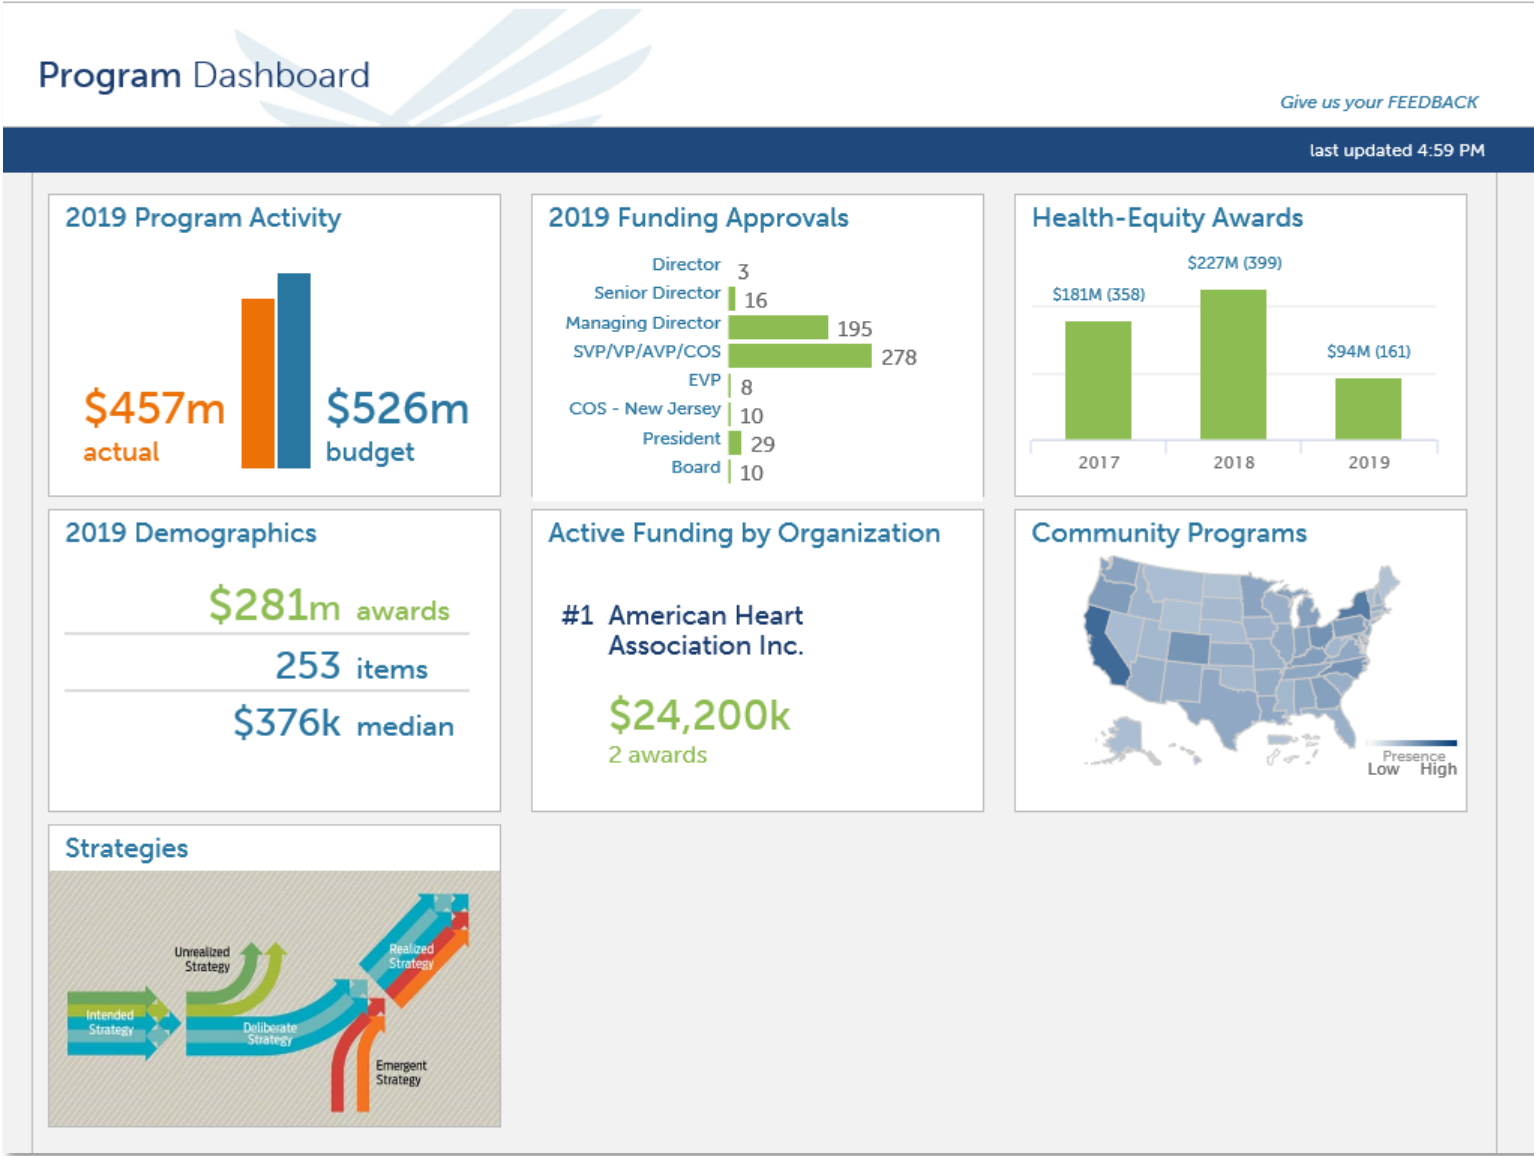 Program Dashboard
Give us your FEEDBACK
last updated 4:59 PM
2019 Program Activity
$457m
actual
$526m
budget
2019 Funding Approvals
Director 3
Senior Director 16
Managing Director 195
SVP/VP/AVP/COS 278
EVP 8
COS - New Jersey 10
President 29
Board 10
Health-Equity Awards
$181M (358)
$227M (399)
$94M (161)
2017 2018 2019
2019 Demographics
$281m awards
253 items
$376k median
Active Funding by Organization
#1 American Heart
Association Inc.
$24,200k
2 awards
Community Programs
Presence
Low High
Strategies
Unrealized
Strategy
Realized
Strategy
Intended
Strategy
Deliberate
Strategy
Emergent
Strategy